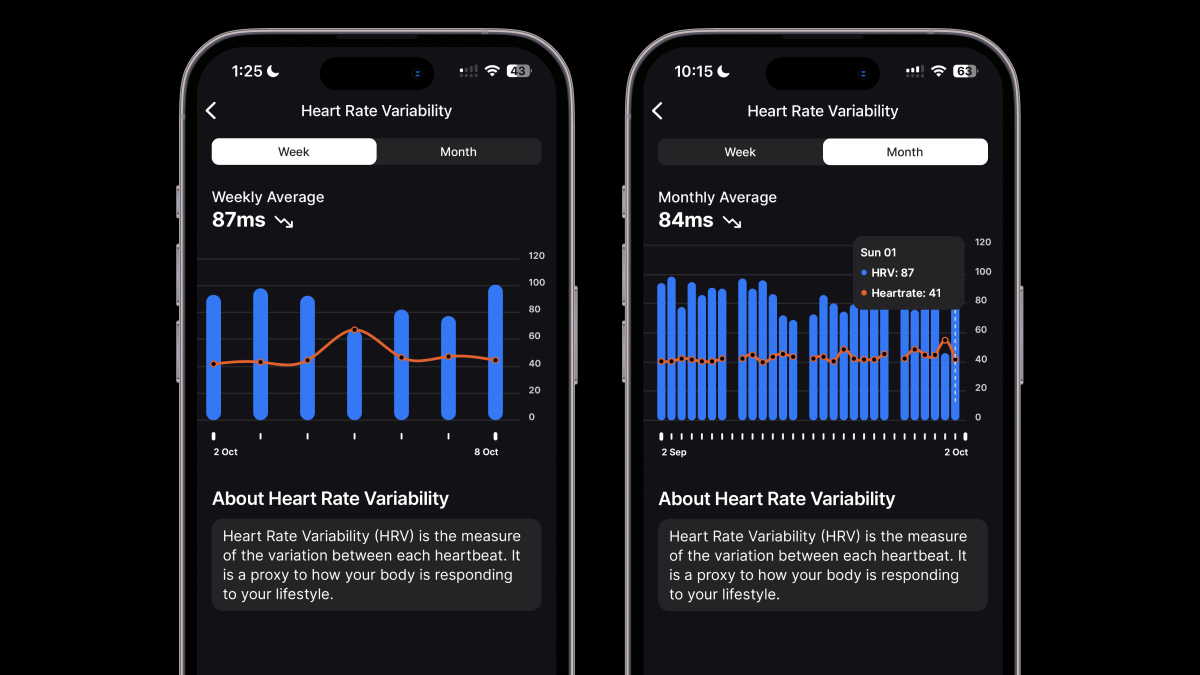 1:25
43
Heart Rate Variability
Week Month
Weekly Average
87ms
120
100
80
60
40
20
0
2 Oct 8 Oct
About Heart Rate Variability
Heart Rate Variability (HRV) is the measure
of the variation between each heartbeat. It
is a proxy to how your body is responding
to your lifestyle.
10:15
63
Heart Rate Variability
Week Month
Monthly Average
84ms
Sun 01
HRV: 87
Heartrate: 41
120
100
80
60
40
20
0
2 Sep 2 Oct
About Heart Rate Variability
Heart Rate Variability (HRV) is the measure
of the variation between each heartbeat. It
is a proxy to how your body is responding
to your lifestyle.